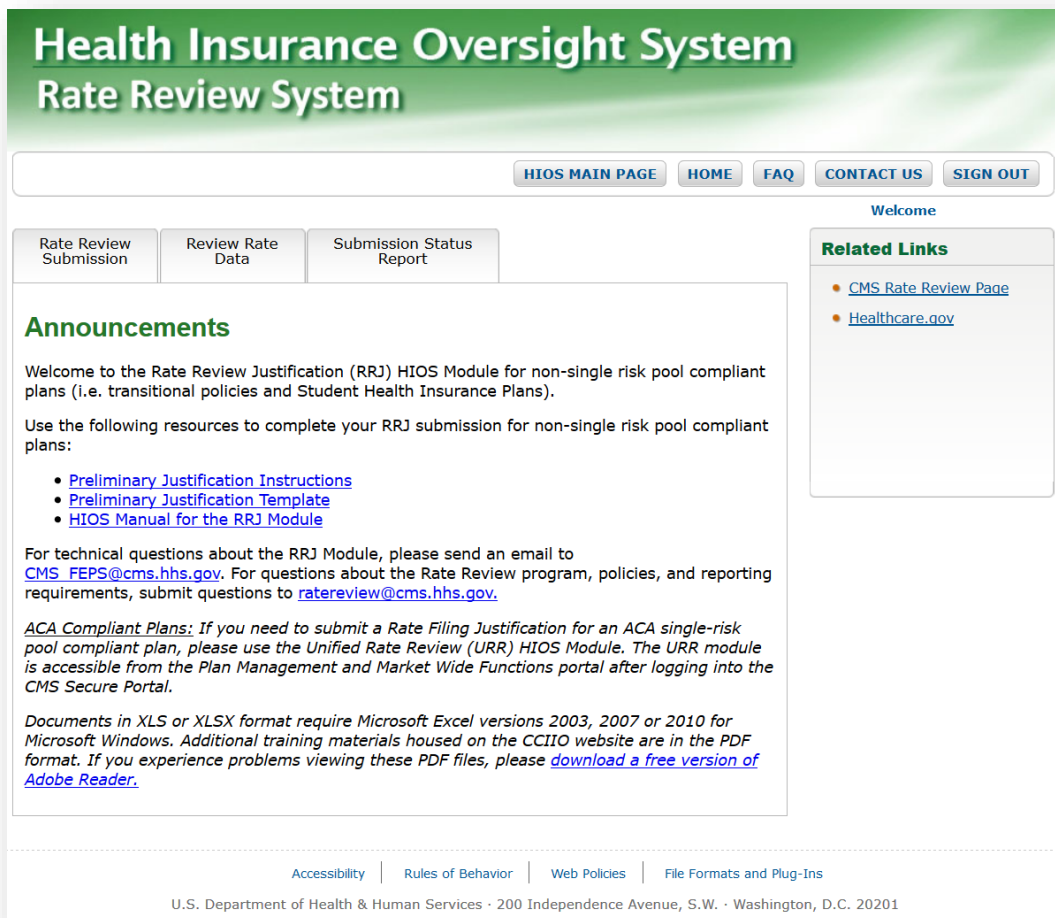 Health Insurance Oversight System
Rate Review System
HIOS MAIN PAGE HOME FAQ CONTACT US SIGN OUT
Welcome
Rate Review
Submission
Review Rate
Data
Submission Status
Report
Related Links
CMS Rate Review Page
Healthcare.gov
Announcements
Welcome to the Rate Review Justification (RRJ) HIOS Module for non-single risk pool compliant
plans (i.e. transitional policies and Student Health Insurance Plans).
Use the following resources to complete your RRJ submission for non-single risk pool compliant
plans:
• Preliminary Justification Instructions
• Preliminary Justification Template
• HIOS Manual for the RRJ Module
For technical questions about the RRJ Module, please send an email to
CMS_FEPS@cms.hhs.gov. For questions about the Rate Review program, policies, and reporting
requirements, submit questions to ratereview@cms.hhs.gov.
ACA Compliant Plans: If you need to submit a Rate Filing Justification for an ACA single-risk
pool compliant plan, please use the Unified Rate Review (URR) HIOS Module. The URR module
is accessible from the Plan Management and Market Wide Functions portal after logging into the
CMS Secure Portal.
Documents in XLS or XLSX format require Microsoft Excel versions 2003, 2007 or 2010 for
Microsoft Windows. Additional training materials housed on the CCIIO website are in the PDF
format. If you experience problems viewing these PDF files, please download a free version of
Adobe Reader.
Accessibility Rules of Behavior Web Policies File Formats and Plug-Ins
U.S. Department of Health & Human Services · 200 Independence Avenue, S.W. · Washington, D.C. 20201